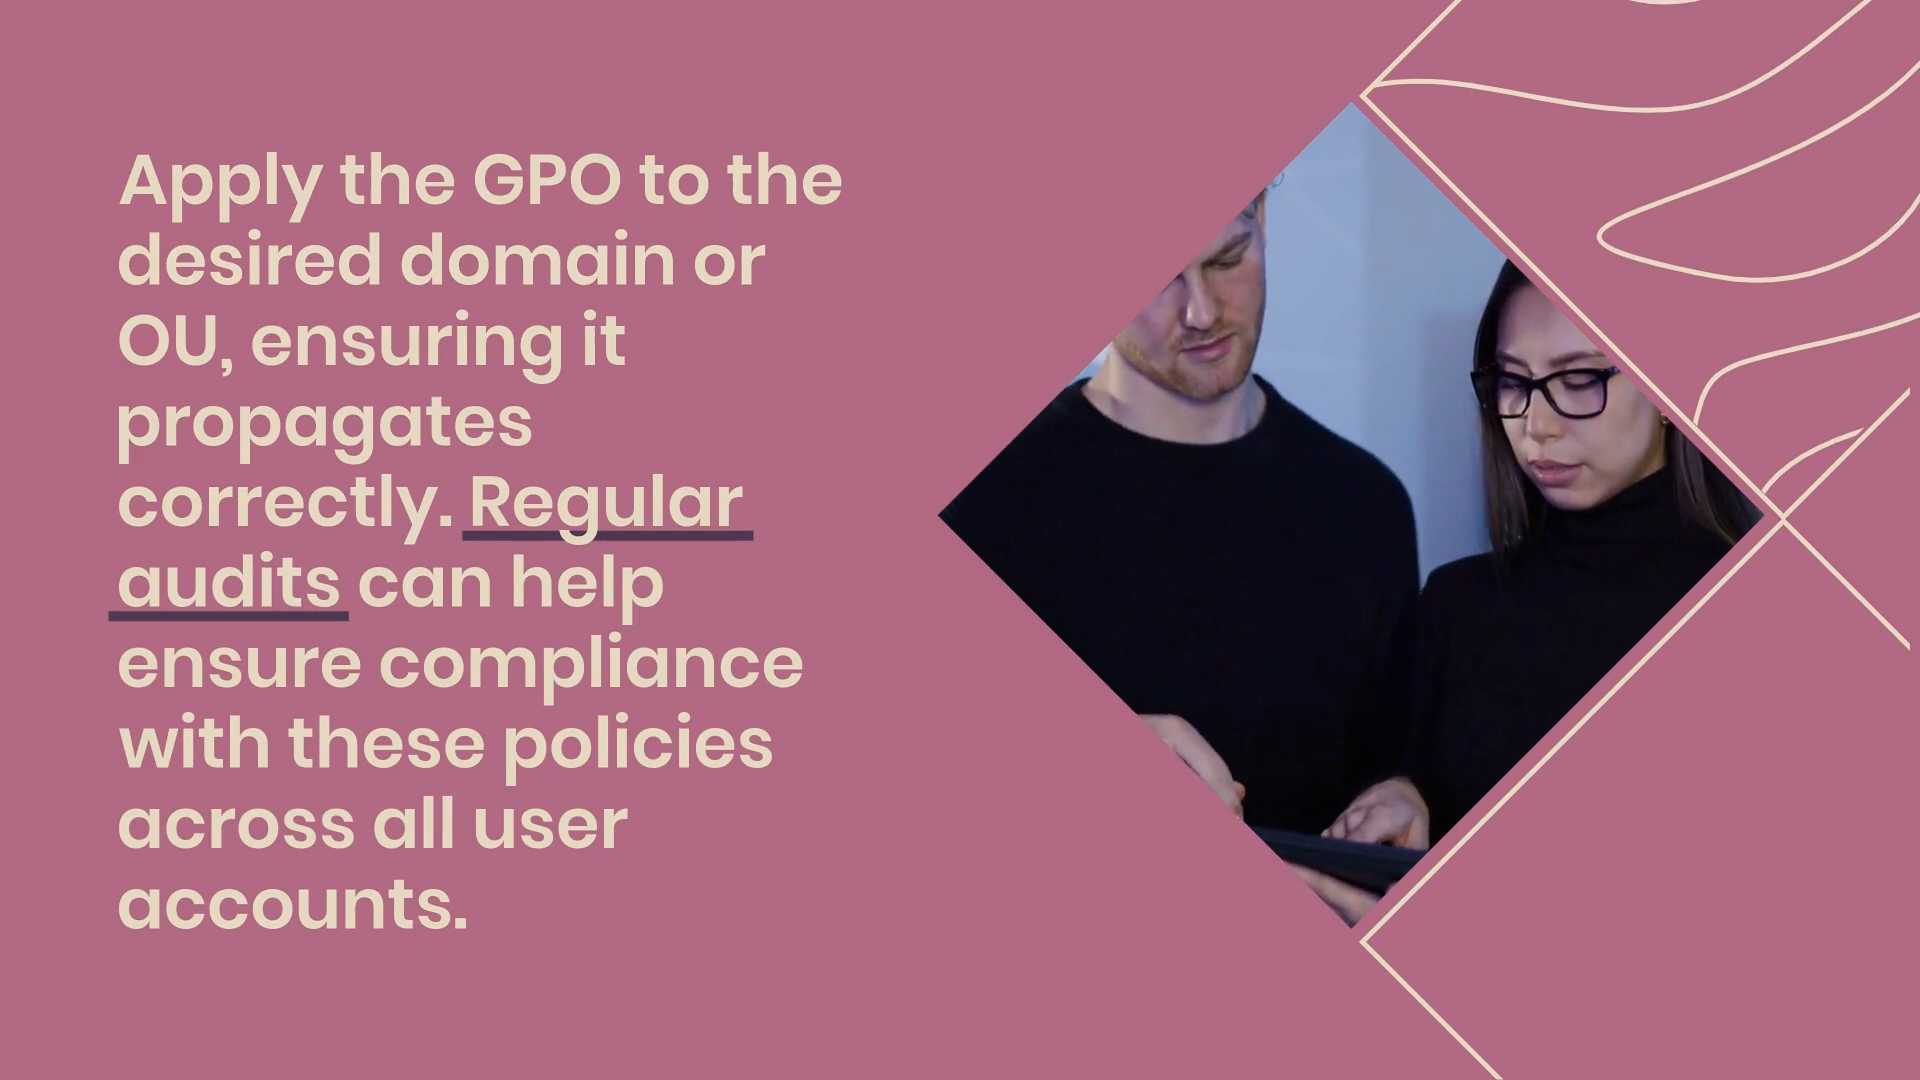 Apply the GPO to the
desired domain or
OU, ensuring it
propagates
correctly. Regular
audits can help
ensure compliance
with these policies
across all user
accounts.